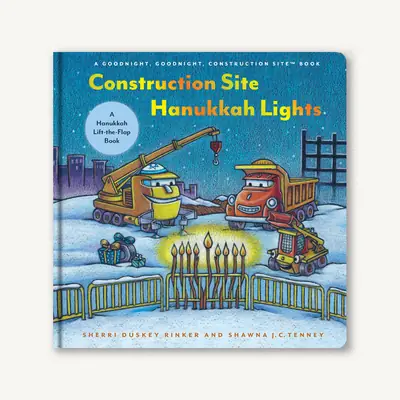 A GOODNIGHT, GOODNIGHT, CONSTRUCTION SITE™ BOOK
Construction Site
Hanukkah Lights
A
Hanukkah
Lift-the-Flap
Book
SHERRI DUSKEY RINKER AND SHAWNA J.C. TENNEY